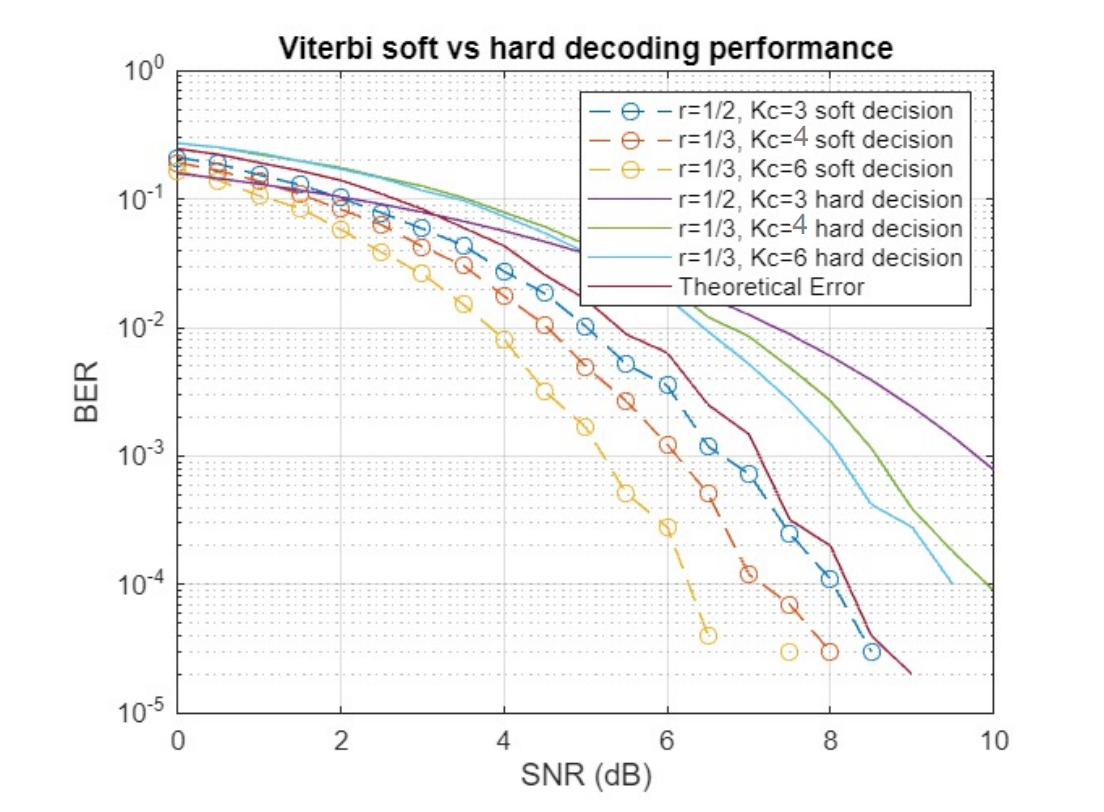 Viterbi soft vs hard decoding performance
r=1/2, Kc=3 soft decision
r=1/3, Kc=4 soft decision
r=1/3, Kc=6 soft decision
r=1/2, Kc=3 hard decision
r=1/3, Kc=4 hard decision
r=1/3, Kc=6 hard decision
Theoretical Error
BER
10^0
10^-1
10^-2
10^-3
10^-4
10^-5
0 2 4 6 8 10
SNR (dB)